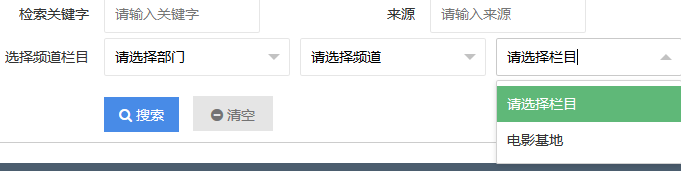 检索关键字 请输入关键字 来源 请输入来源
选择频道栏目 请选择部门 请选择频道 请选择栏目
请选择栏目
搜索 清空
电影基地